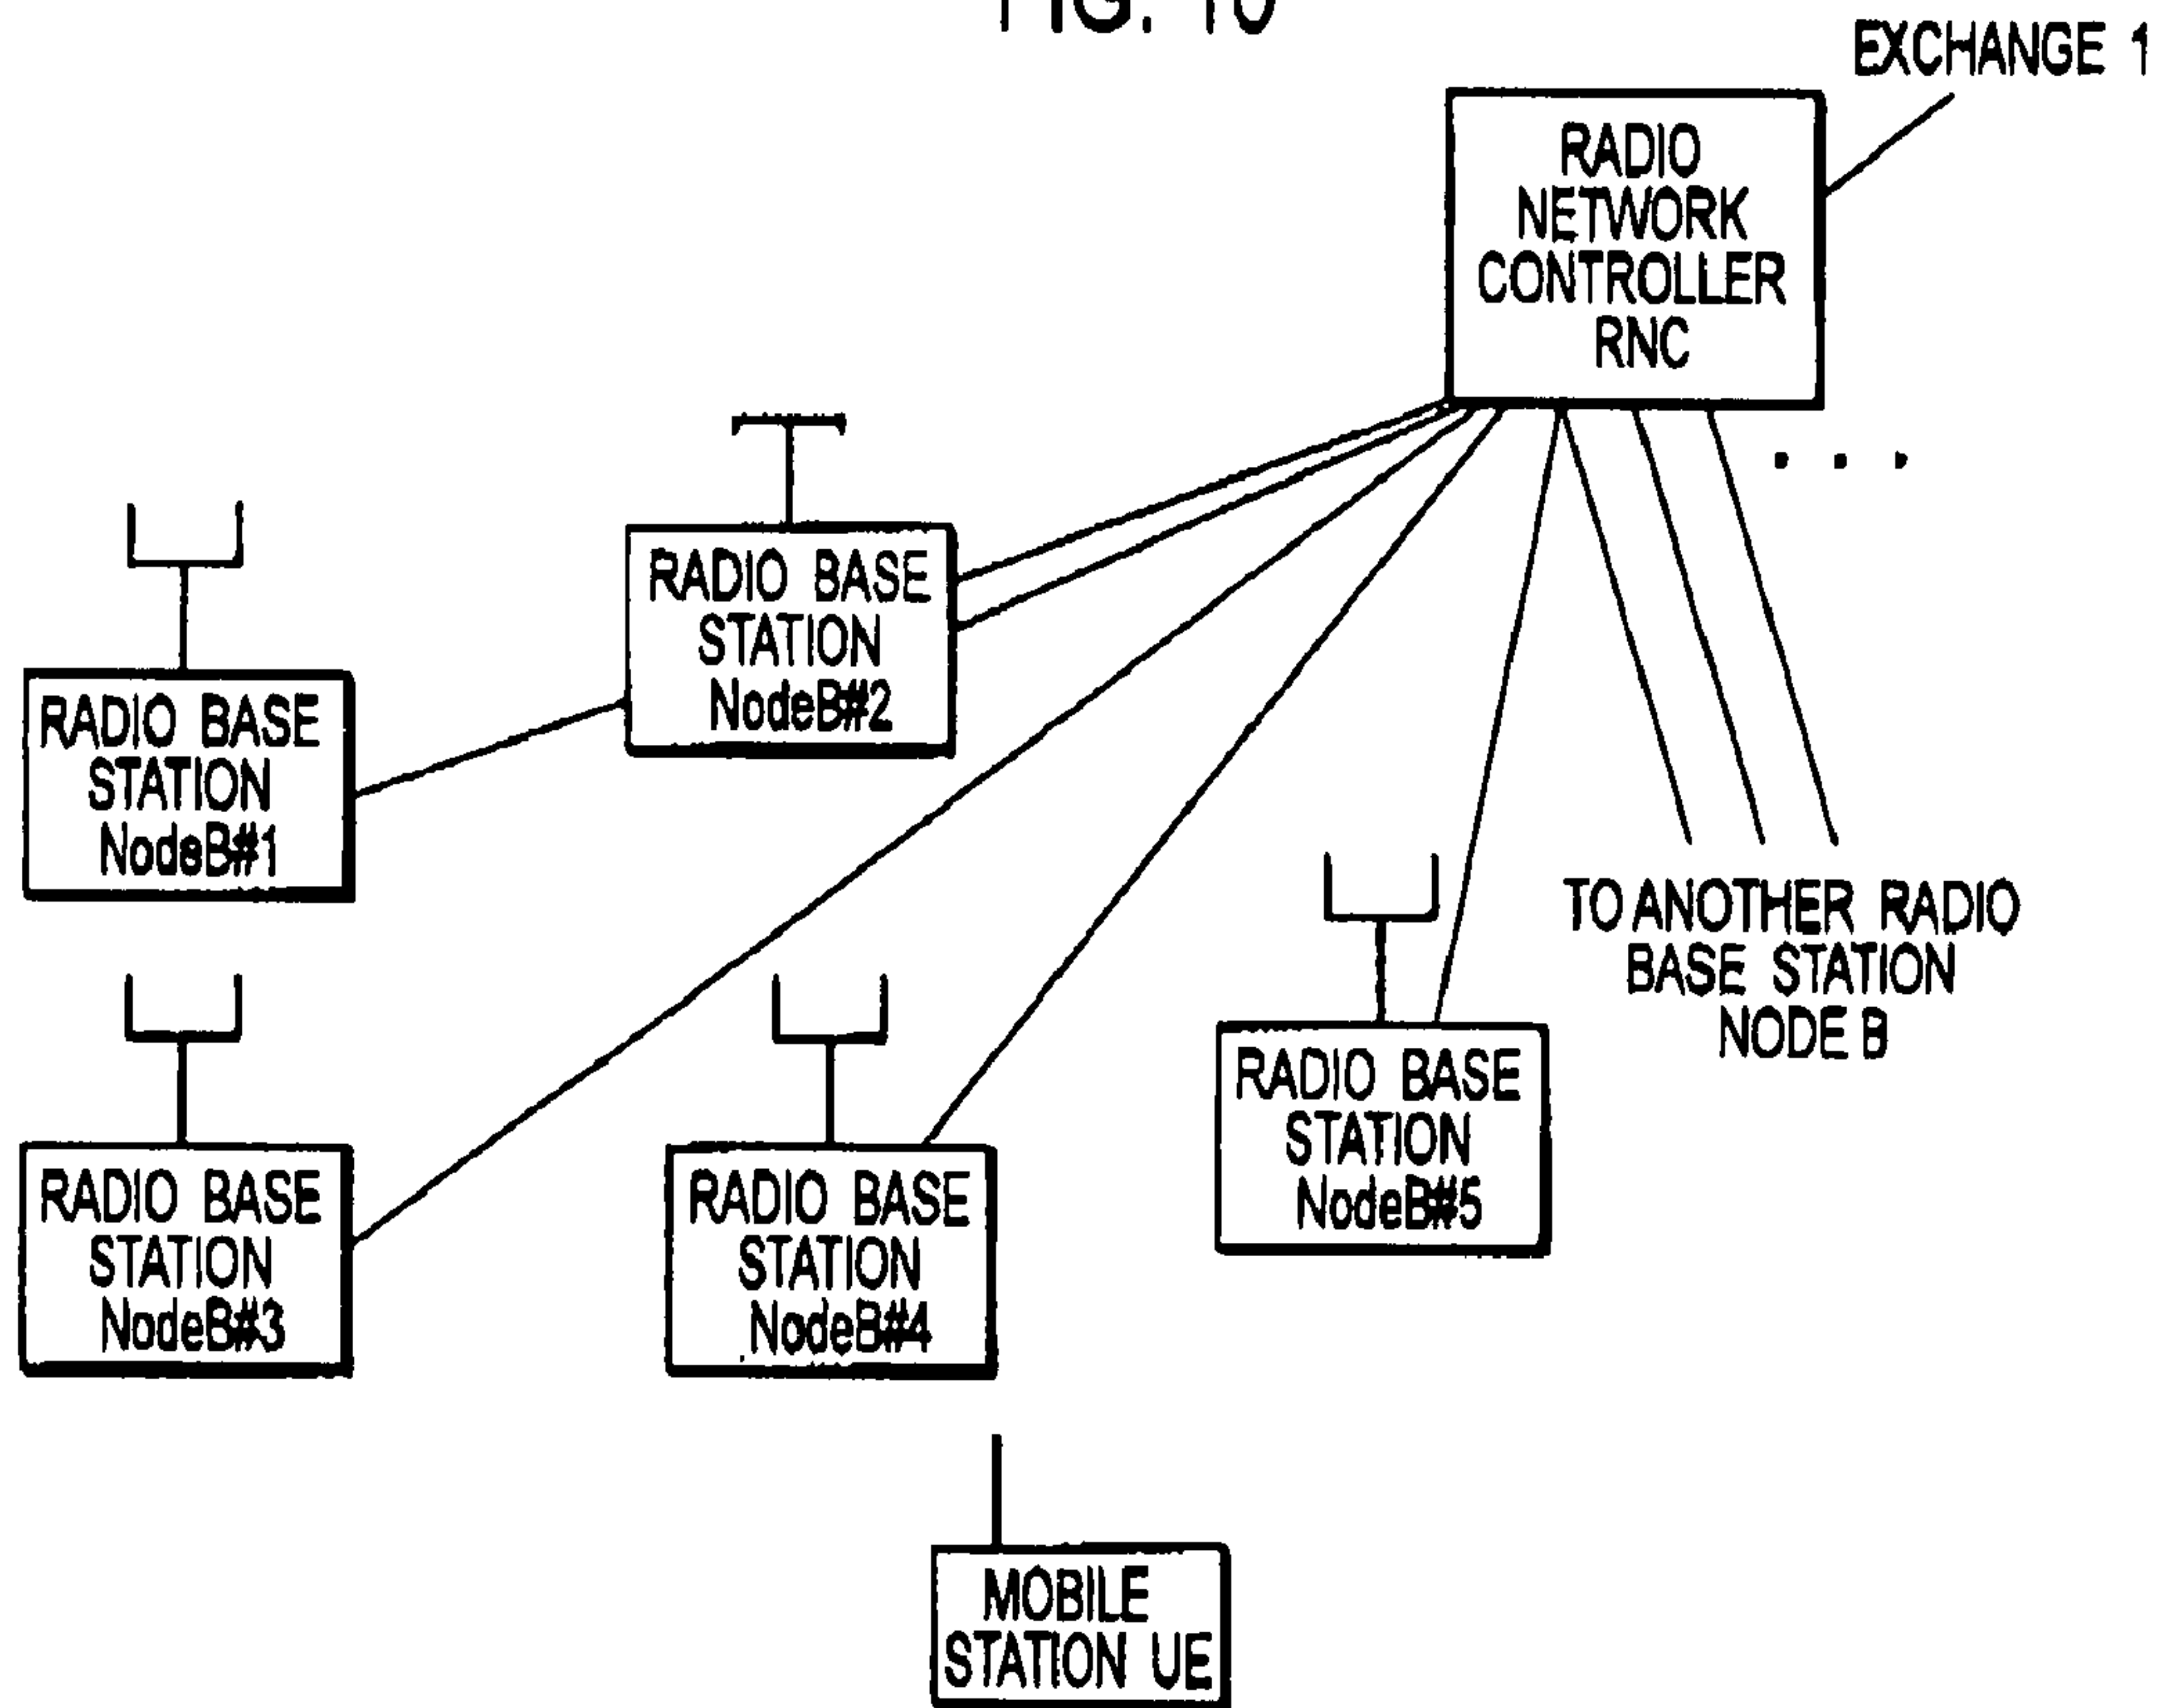 FIG. 10
EXCHANGE 1
RADIO
NETWORK
CONTROLLER
RNC
RADIO BASE
STATION
NodeB#2
RADIO BASE
STATION
NodeB#1
TO ANOTHER RADIO
BASE STATION
NODE B
RADIO BASE
STATION
NodeB#5
RADIO BASE
STATION
NodeB#3
RADIO BASE
STATION
NodeB#4
MOBILE
STATION UE